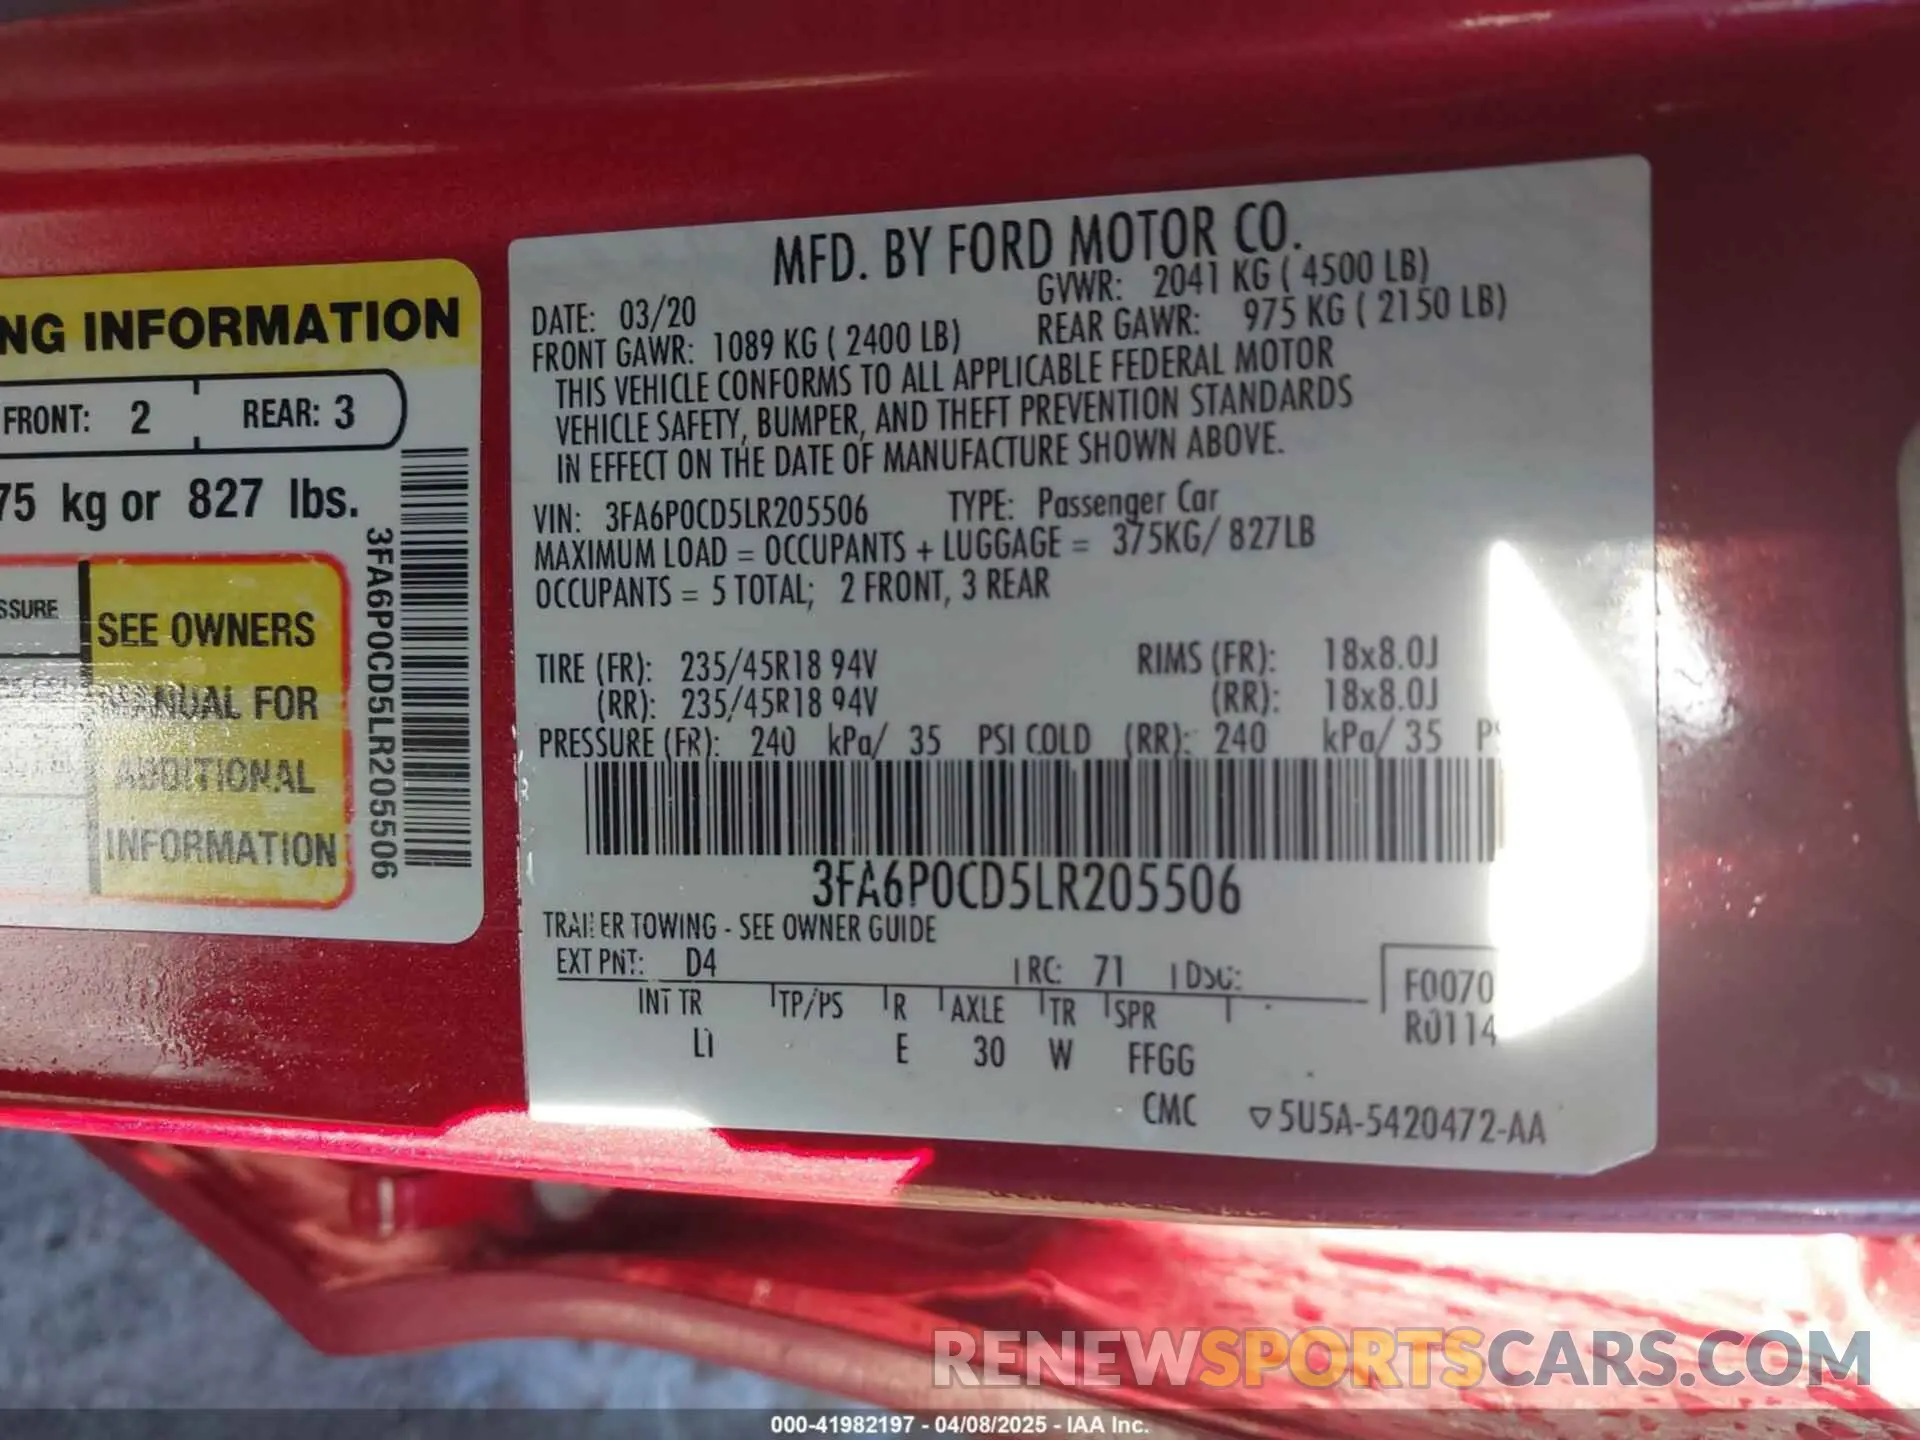 NG INFORMATION
FRONT: 2 REAR: 3
75 kg or 827 lbs.
SSURE
SEE OWNERS
MANUAL FOR
ADDITIONAL
INFORMATION
3FA6P0CD5LR205506
MFD. BY FORD MOTOR CO.
DATE: 03/20 GVWR: 2041 KG ( 4500 LB)
FRONT GAWR: 1089 KG ( 2400 LB) REAR GAWR: 975 KG ( 2150 LB)
THIS VEHICLE CONFORMS TO ALL APPLICABLE FEDERAL MOTOR
VEHICLE SAFETY, BUMPER, AND THEFT PREVENTION STANDARDS
IN EFFECT ON THE DATE OF MANUFACTURE SHOWN ABOVE.
VIN: 3FA6P0CD5LR205506 TYPE: Passenger Car
MAXIMUM LOAD = OCCUPANTS + LUGGAGE = 375KG/ 827LB
OCCUPANTS = 5 TOTAL; 2 FRONT, 3 REAR
TIRE (FR): 235/45R18 94V RIMS (FR): 18x8.0J
(RR): 235/45R18 94V (RR): 18x8.0J
PRESSURE (FR): 240 kPa/ 35 PSI COLD (RR): 240 kPa/ 35
3FA6P0CD5LR205506
TRAILER TOWING - SEE OWNER GUIDE
EXT PNT: D4 RC: 71 DSO:
INT TR TP/PS R AXLE TR SPR
LI E 30 W FFGG
F0070
R0114
CMC ▽5U5A-5420472-AA
RENEWSPORTSCARS.COM
000-41982197 - 04/08/2025 - IAA Inc.